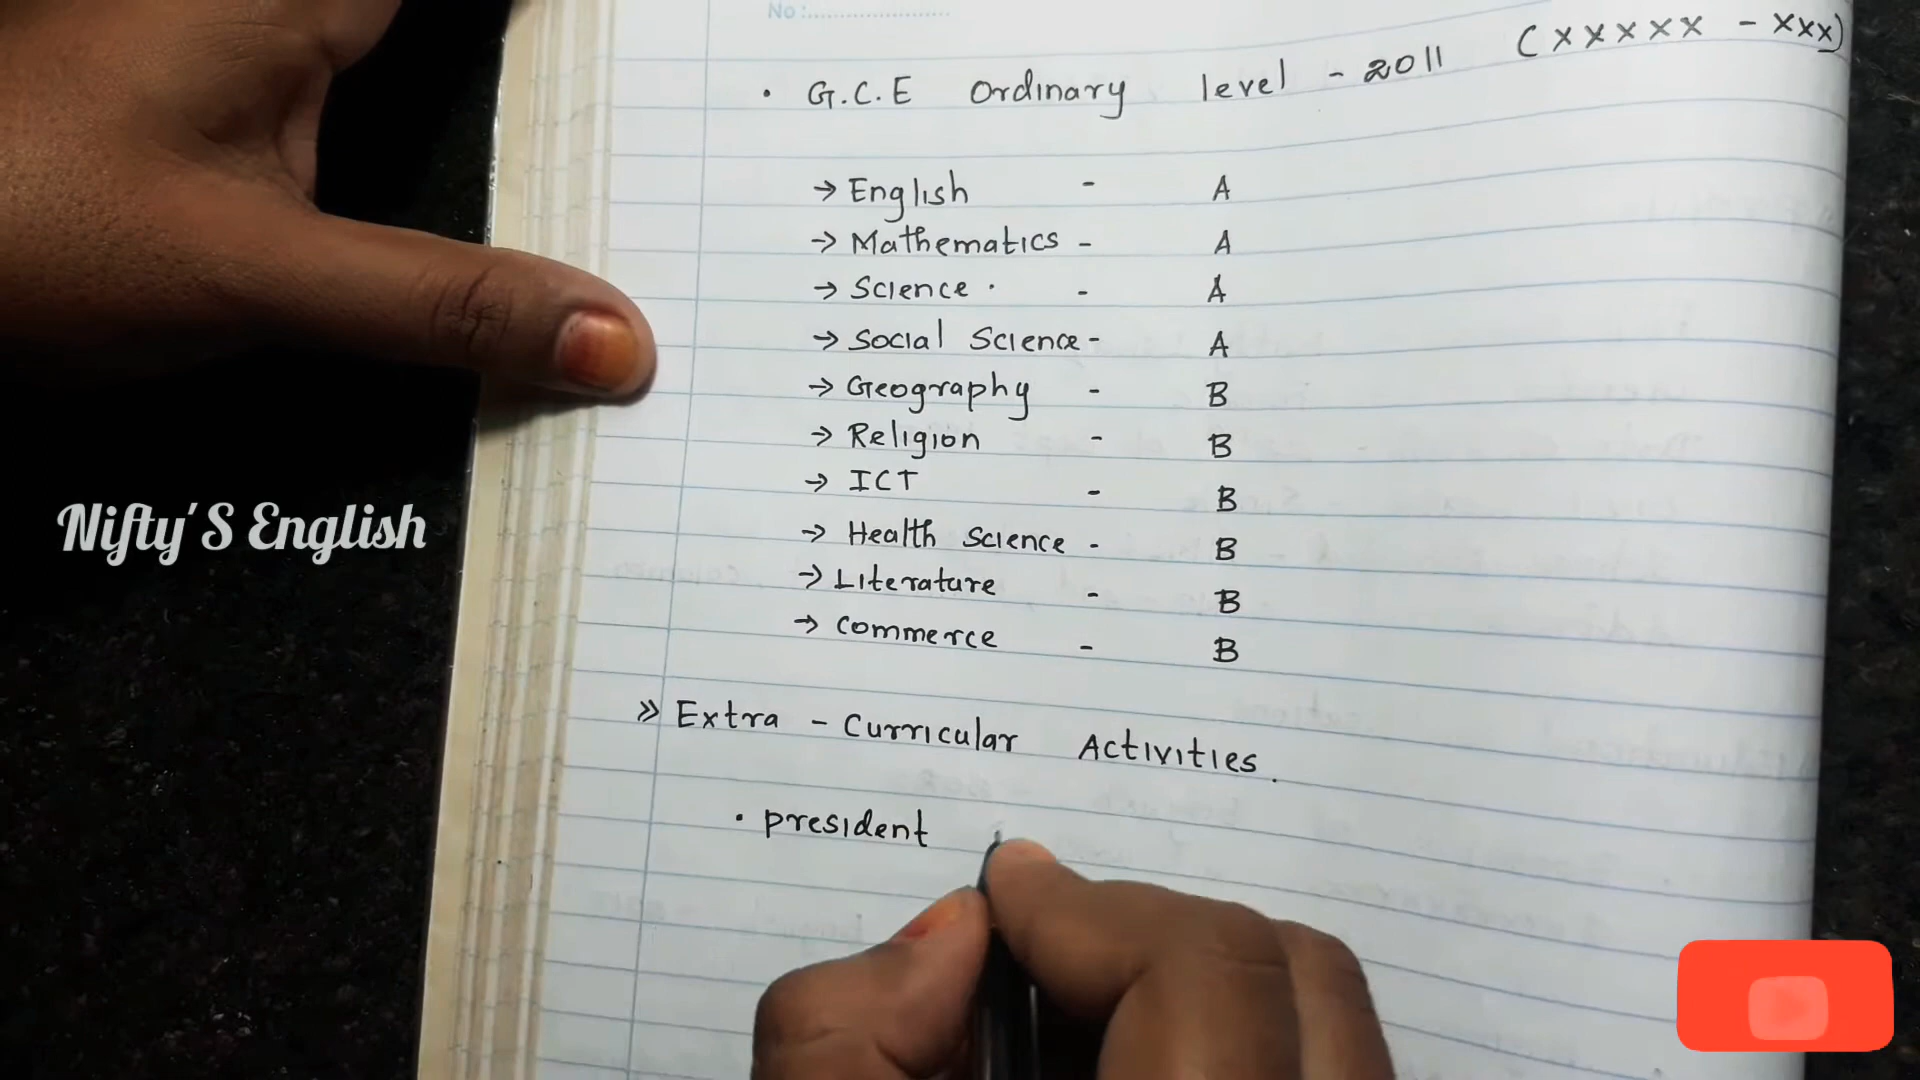 No:........................
• G.C.E Ordinary level - 2011 (xxxxx - xxx)
→ English - A
→ Mathematics - A
→ Science . - A
→ Social Science - A
→ Geography - B
→ Religion - B
→ ICT - B
→ Health Science - B
→ Literature - B
→ Commerce - B
Nifty'S English
» Extra - Curricular Activities.
• president